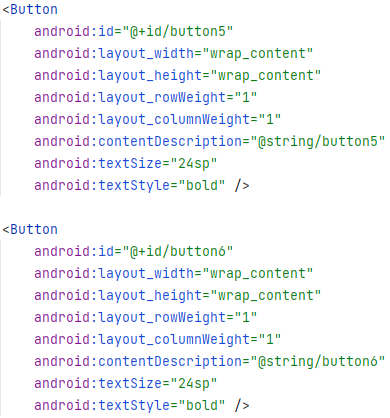 <Button
    android:id="@+id/button5"
    android:layout_width="wrap_content"
    android:layout_height="wrap_content"
    android:layout_rowWeight="1"
    android:layout_columnWeight="1"
    android:contentDescription="@string/button5"
    android:textSize="24sp"
    android:textStyle="bold" />

<Button
    android:id="@+id/button6"
    android:layout_width="wrap_content"
    android:layout_height="wrap_content"
    android:layout_rowWeight="1"
    android:layout_columnWeight="1"
    android:contentDescription="@string/button6"
    android:textSize="24sp"
    android:textStyle="bold" />